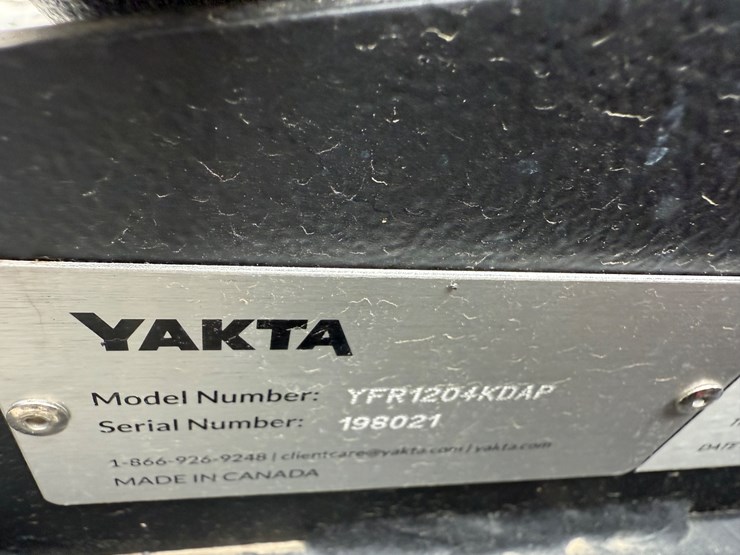 YAKTA
Model Number: YFR1204KDAP
Serial Number: 198021
1-866-926-9248 | clientcare@yakta.com | yakta.com
MADE IN CANADA
DATE